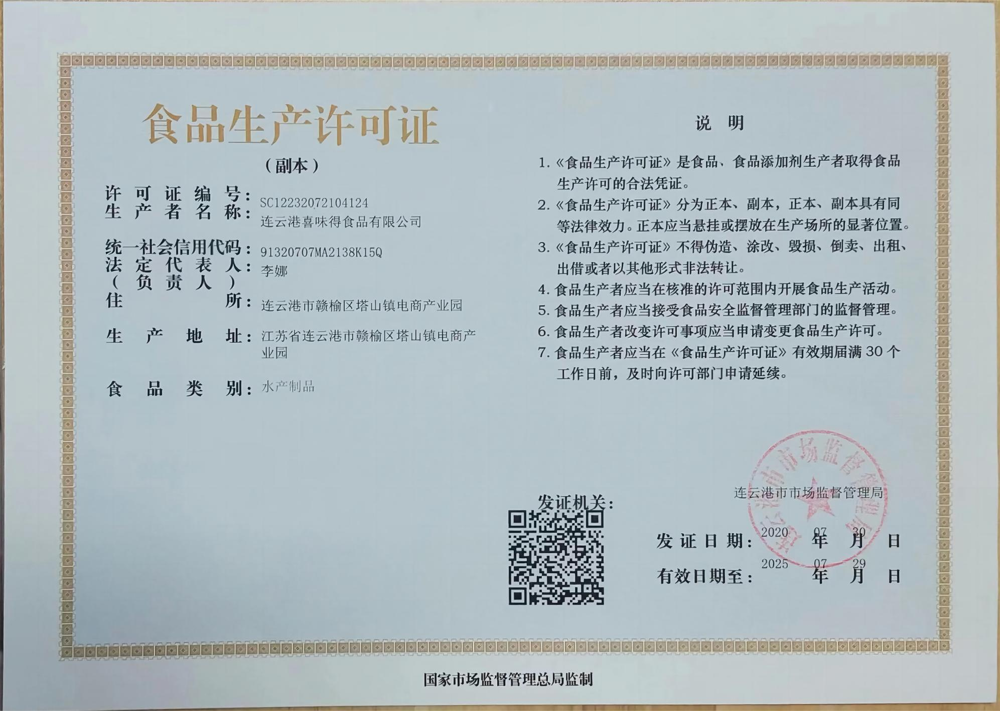 食品生产许可证
（副本）
许可证编号： SC12232072104124
生产者名称： 连云港喜味得食品有限公司
统一社会信用代码： 91320707MA2138K15Q
法定代表人： 李娜
（负责人）
住所： 连云港市赣榆区塔山镇电商产业园
生产地址： 江苏省连云港市赣榆区塔山镇电商产
业园
食品类别： 水产制品
说 明
1. 《食品生产许可证》是食品、食品添加剂生产者取得食品
生产许可的合法凭证。
2. 《食品生产许可证》分为正本、副本，正本、副本具有同
等法律效力。正本应当悬挂或摆放在生产场所的显著位置。
3. 《食品生产许可证》不得伪造、涂改、毁损、倒卖、出租、
出借或者以其他形式非法转让。
4. 食品生产者应当在核准的许可范围内开展食品生产活动。
5. 食品生产者应当接受食品安全监督管理部门的监督管理。
6. 食品生产者改变许可事项应当申请变更食品生产许可。
7. 食品生产者应当在《食品生产许可证》有效期届满 30 个
工作日前，及时向许可部门申请延续。
连云港市市场监督管理局
发证机关： 连云港市市场监督管理局
发证日期： 2020 年 07 月 30 日
有效日期至： 2025 年 07 月 29 日
国家市场监督管理总局监制